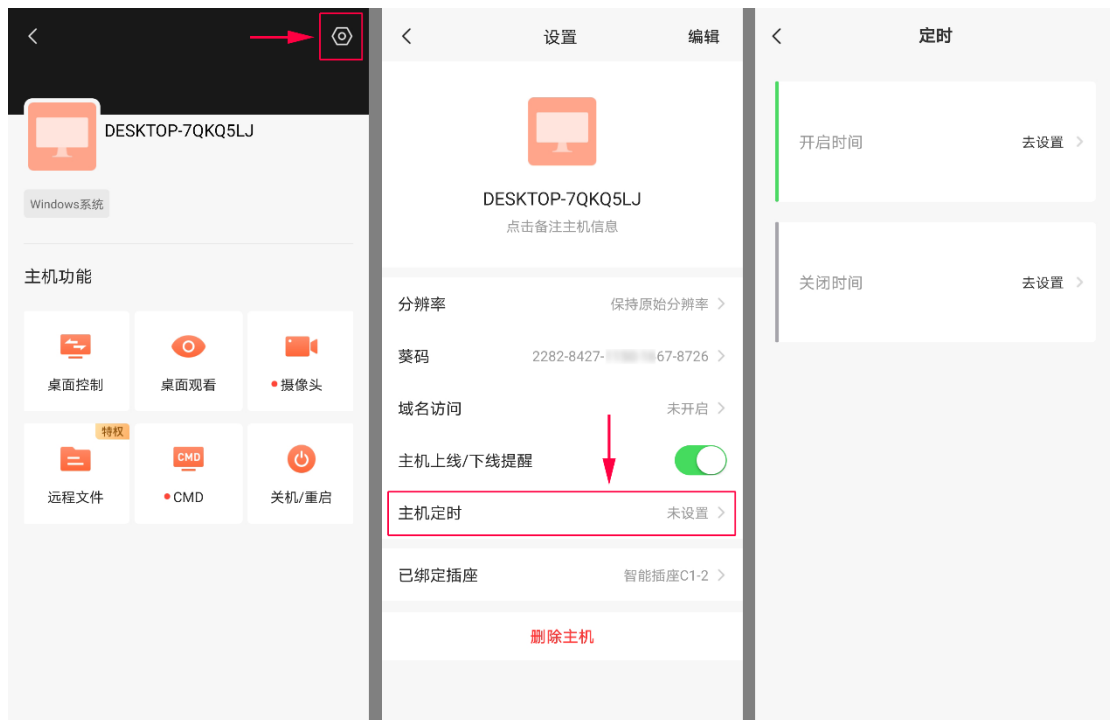 DESKTOP-7QKQ5LJ
Windows系统
主机功能
桌面控制
桌面观看
摄像头
特权
CMD
远程文件
CMD
关机/重启
设置
编辑
DESKTOP-7QKQ5LJ
点击备注主机信息
分辨率 保持原始分辨率
葵码 2282-8427- 67-8726
域名访问 未开启
主机上线/下线提醒
主机定时 未设置
已绑定插座 智能插座C1-2
删除主机
定时
开启时间 去设置
关闭时间 去设置